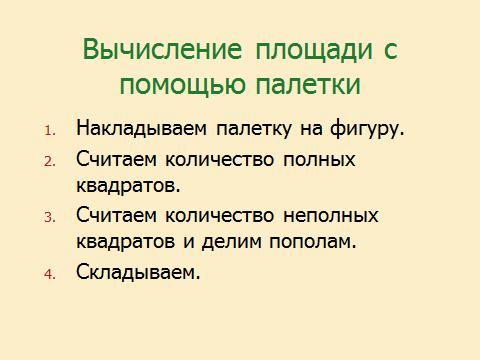 Вычисление площади с
помощью палетки
1. Накладываем палетку на фигуру.
2. Считаем количество полных
квадратов.
3. Считаем количество неполных
квадратов и делим пополам.
4. Складываем.